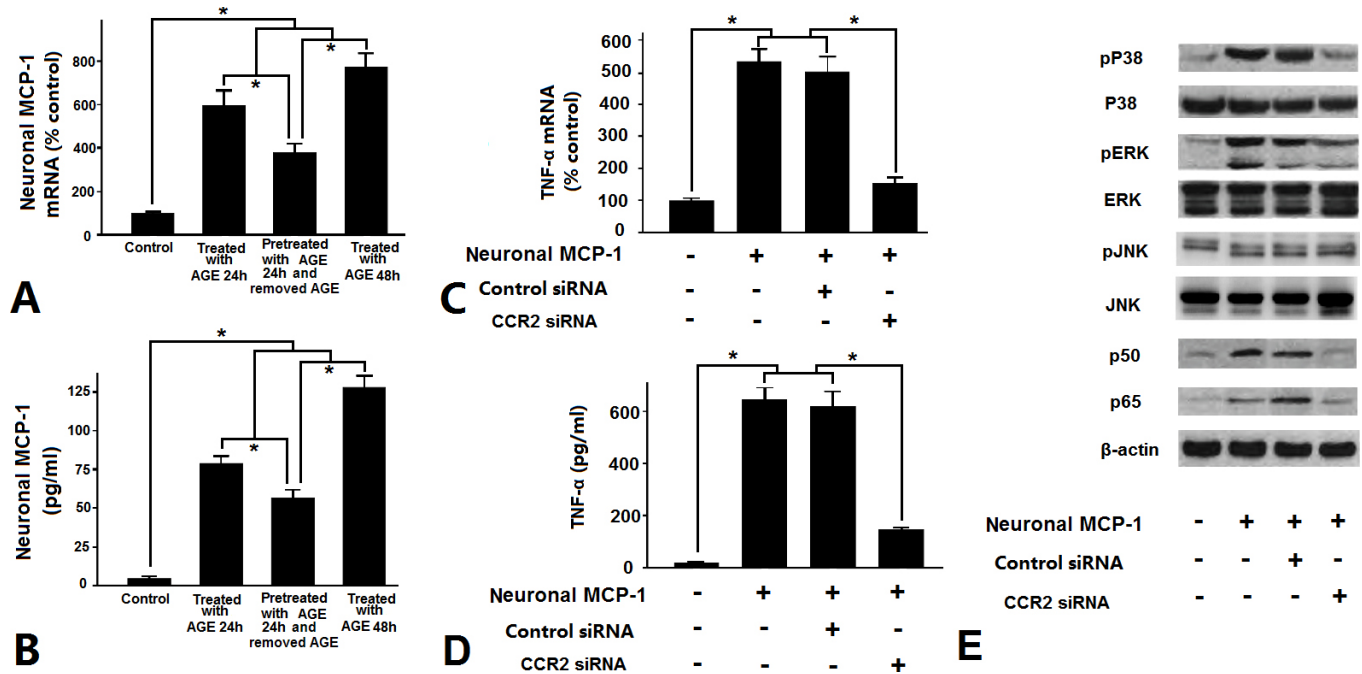 Neuronal MCP-1
mRNA (% control)
800
600
400
200
0
*
*
*
Control
Treated
with
AGE 24h
Pretreated
with AGE
24h and
removed AGE
Treated
with
AGE 48h
A
Neuronal MCP-1
(pg/ml)
125
100
75
50
25
0
*
*
*
Control
Treated
with
AGE 24h
Pretreated
with AGE
24h and
removed AGE
Treated
with
AGE 48h
B
TNF-α mRNA
(% control)
600
500
400
300
200
100
0
* *
Neuronal MCP-1 - + + +
Control siRNA - - + -
CCR2 siRNA - - - +
C
TNF-α (pg/ml)
600
400
200
0
* *
Neuronal MCP-1 - + + +
Control siRNA - - + -
CCR2 siRNA - - - +
D
pP38
P38
pERK
ERK
pJNK
JNK
p50
p65
β-actin
Neuronal MCP-1 - + + +
Control siRNA - - + -
CCR2 siRNA - - - +
E